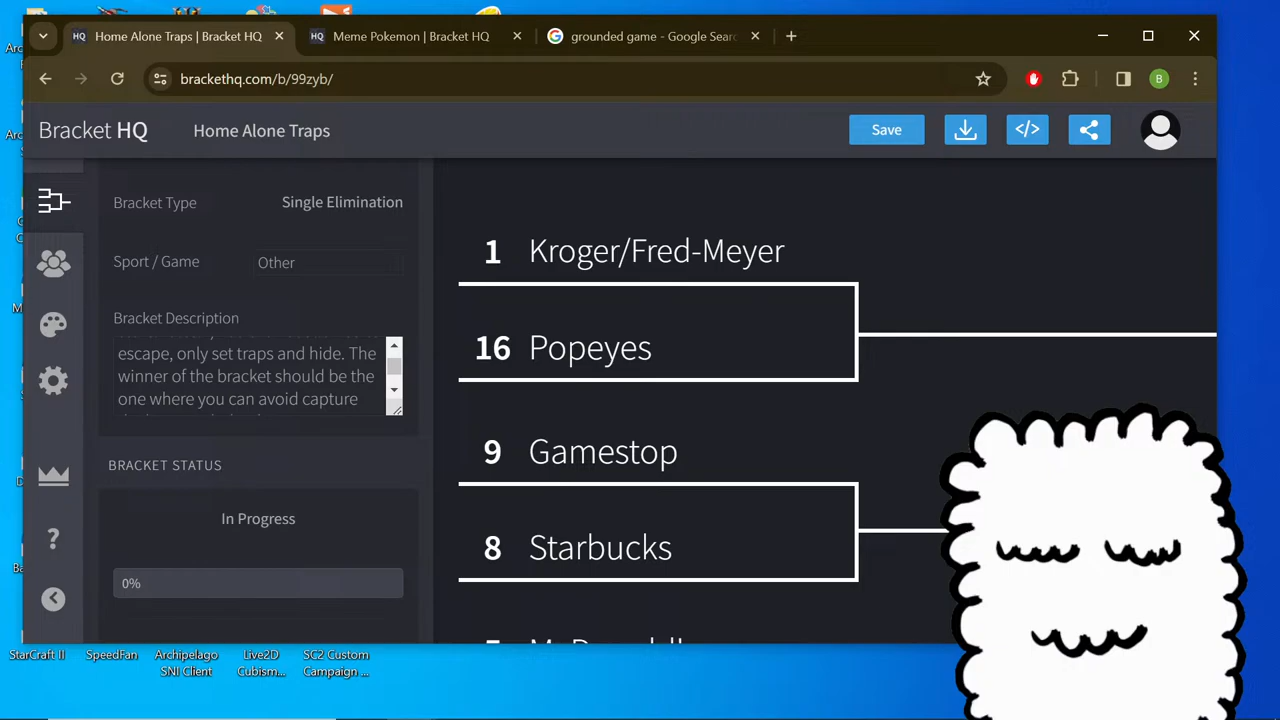 Home Alone Traps | Bracket HQ
Meme Pokemon | Bracket HQ
grounded game - Google Sear
brackethq.com/b/99zyb/
B
Bracket HQ
Home Alone Traps
Save
</>
Bracket Type
Single Elimination
Sport / Game
Other
Bracket Description
escape, only set traps and hide. The
winner of the bracket should be the
one where you can avoid capture
BRACKET STATUS
In Progress
0%
?
1 Kroger/Fred-Meyer
16 Popeyes
9 Gamestop
8 Starbucks
StarCraft II
SpeedFan
Archipelago
SNI Client
Live2D
Cubism...
SC2 Custom
Campaign ...